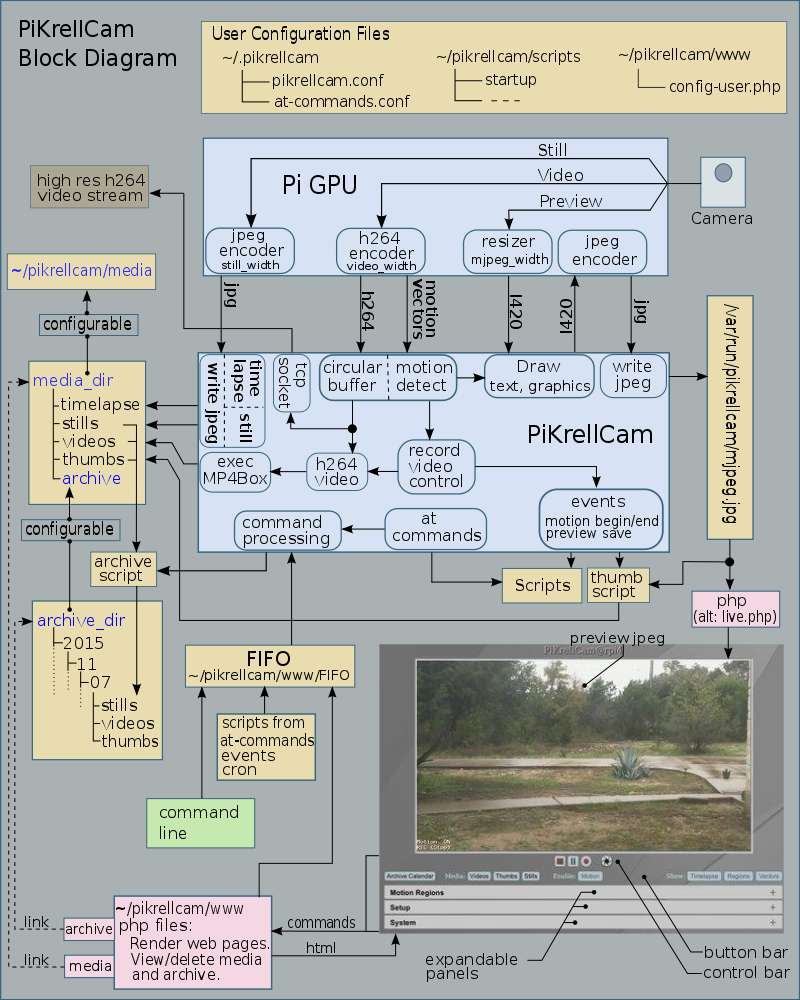 PiKrellCam
Block Diagram
User Configuration Files
~/.pikrellcam
pikrellcam.conf
at-commands.conf
~/pikrellcam/scripts
startup
- - - -
~/pikrellcam/www
config-user.php
high res h264
video stream
Pi GPU
Still
Video
Preview
Camera
jpeg
encoder
still_width
h264
encoder
video_width
resizer
mjpeg_width
jpeg
encoder
~/pikrellcam/media
configurable
jpg
h264
motion
vectors
I420
I420
jpg
/var/run/pikrellcam/mjpeg.jpg
media_dir
timelapse
stills
videos
thumbs
archive
time
lapse
still
write jpeg
tcp
socket
circular
buffer
motion
detect
Draw
text, graphics
write
jpeg
PiKrellCam
exec
MP4Box
h264
video
record
video
control
events
motion begin/end
preview save
command
processing
at
commands
configurable
archive
script
Scripts
thumb
script
php
(alt: live.php)
archive_dir
2015
11
07
stills
videos
thumbs
FIFO
~/pikrellcam/www/FIFO
scripts from
at-commands
events
cron
command
line
preview jpeg
PiKrellCam@rpi4
Motion: ON
REC (Stop)
Archive Calendar
Media:
Videos
Thumbs
Stills
Enable:
Motion
Show:
Timelapse
Regions
Vectors
Motion Regions
+
Setup
+
System
+
link
archive
link
media
~/pikrellcam/www
php files:
Render web pages.
View/delete media
and archive.
commands
html
expandable
panels
button bar
control bar